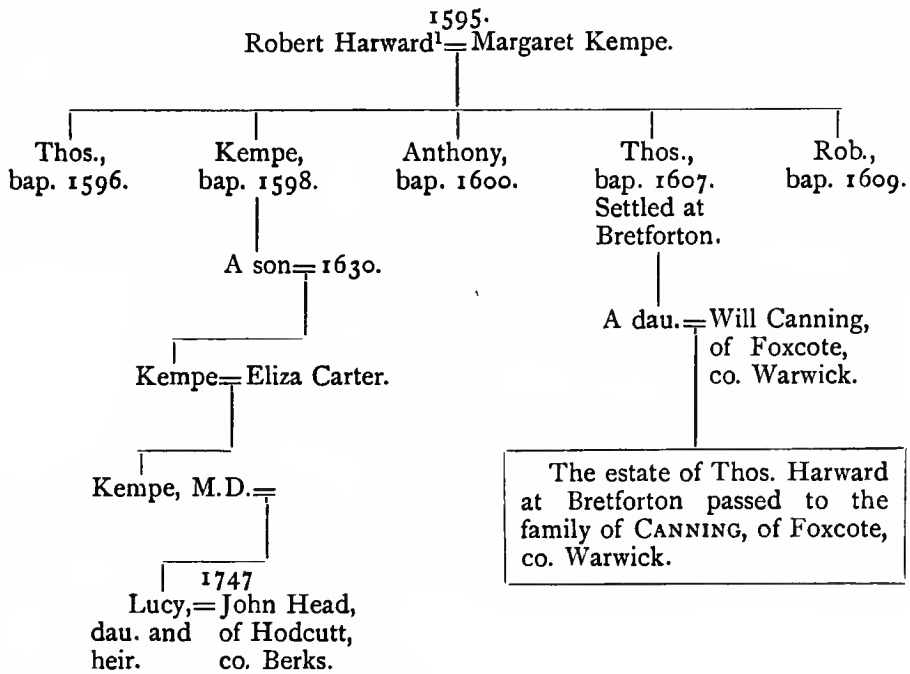 1595.
Robert Harward¹=Margaret Kempe.
Thos., Kempe, Anthony, Thos., Rob.,
bap. 1596. bap. 1598. bap. 1600. bap. 1607. bap. 1609.
Settled at
Bretforton.
A son=1630.
A dau.=Will Canning,
of Foxcote,
co. Warwick.
Kempe=Eliza Carter.
Kempe, M.D.=
The estate of Thos. Harward
at Bretforton passed to the
family of CANNING, of Foxcote,
co. Warwick.
1747
Lucy,=John Head,
dau. and of Hodcutt,
heir. co. Berks.